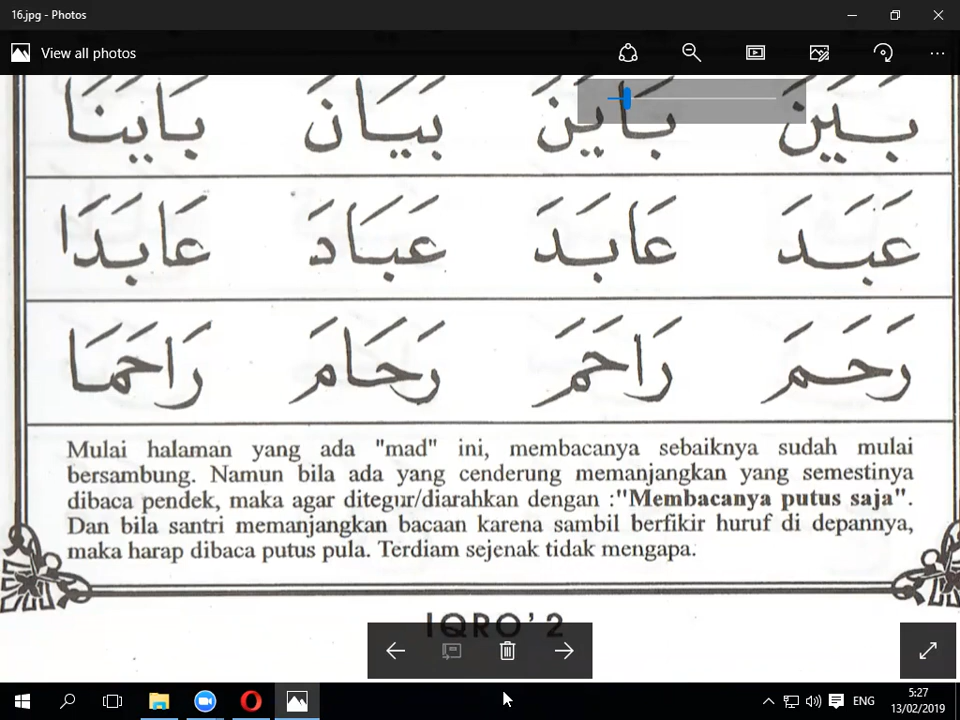 16.jpg - Photos
View all photos
بَيَنَ بَايَنَ بَيَانَ بَايَنَا
عَبَدَ عَابَدَ عَبَادَ عَابَدَا
رَحَمَ رَاحَمَ رَحَامَ رَاحَمَا
Mulai halaman yang ada "mad" ini, membacanya sebaiknya sudah mulai
bersambung. Namun bila ada yang cenderung memanjangkan yang semestinya
dibaca pendek, maka agar ditegur/diarahkan dengan :"Membacanya putus saja".
Dan bila santri memanjangkan bacaan karena sambil berfikir huruf di depannya,
maka harap dibaca putus pula. Terdiam sejenak tidak mengapa.
IQRO' 2
ENG
5:27
13/02/2019